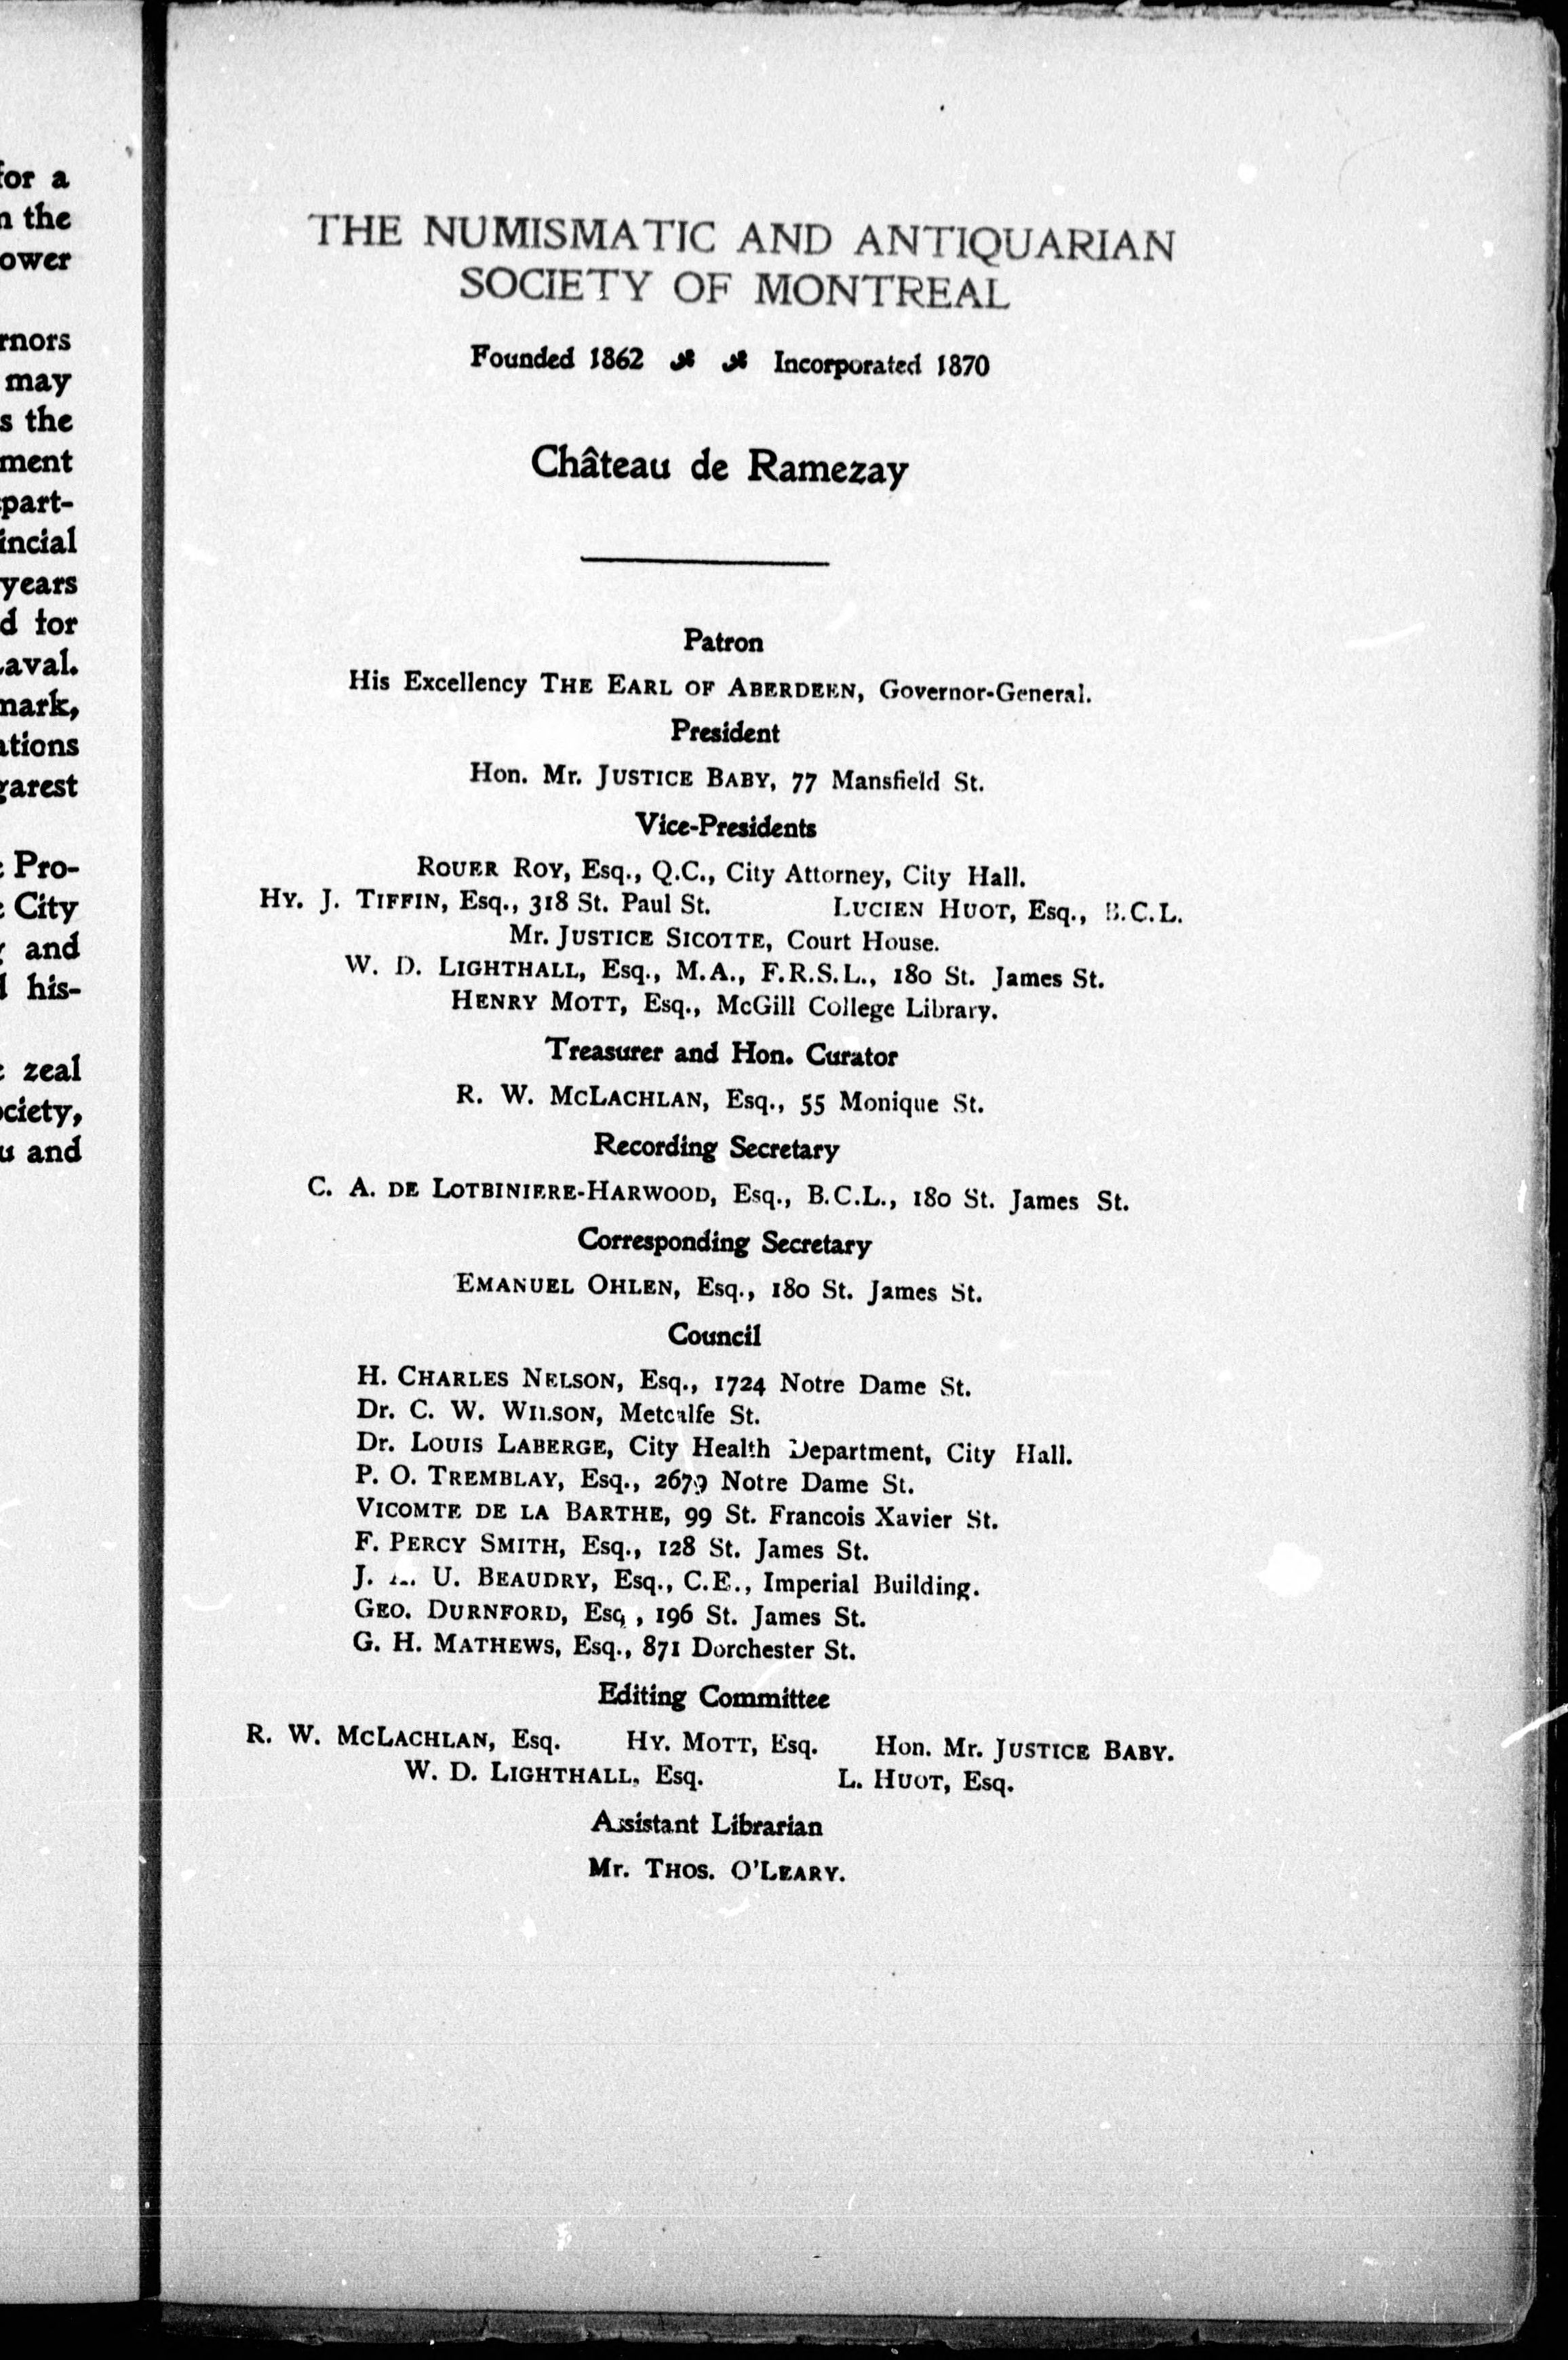 for a
n the
ower
rnors
may
s the
ment
part-
incial
years
d for
aval.
mark,
ations
garest
Pro-
City
and
his-
zeal
ciety,
u and
THE NUMISMATIC AND ANTIQUARIAN
SOCIETY OF MONTREAL
Founded 1862 Incorporated 1870
Château de Ramezay
Patron
His Excellency THE EARL OF ABERDEEN, Governor-General.
President
Hon. Mr. JUSTICE BABY, 77 Mansfield St.
Vice-Presidents
ROUER ROY, Esq., Q.C., City Attorney, City Hall.
HY. J. TIFFIN, Esq., 318 St. Paul St. LUCIEN HUOT, Esq., B.C.L.
Mr. JUSTICE SICOTTE, Court House.
W. D. LIGHTHALL, Esq., M.A., F.R.S.L., 180 St. James St.
HENRY MOTT, Esq., McGill College Library.
Treasurer and Hon. Curator
R. W. MCLACHLAN, Esq., 55 Monique St.
Recording Secretary
C. A. DE LOTBINIERE-HARWOOD, Esq., B.C.L., 180 St. James St.
Corresponding Secretary
EMANUEL OHLEN, Esq., 180 St. James St.
Council
H. CHARLES NELSON, Esq., 1724 Notre Dame St.
Dr. C. W. WILSON, Metcalfe St.
Dr. LOUIS LABERGE, City Health Department, City Hall.
P. O. TREMBLAY, Esq., 2679 Notre Dame St.
VICOMTE DE LA BARTHE, 99 St. Francois Xavier St.
F. PERCY SMITH, Esq., 128 St. James St.
J. A. U. BEAUDRY, Esq., C.E., Imperial Building.
GEO. DURNFORD, Esq., 196 St. James St.
G. H. MATHEWS, Esq., 871 Dorchester St.
Editing Committee
R. W. MCLACHLAN, Esq. HY. MOTT, Esq. Hon. Mr. JUSTICE BABY.
W. D. LIGHTHALL, Esq. L. HUOT, Esq.
Assistant Librarian
Mr. THOS. O'LEARY.